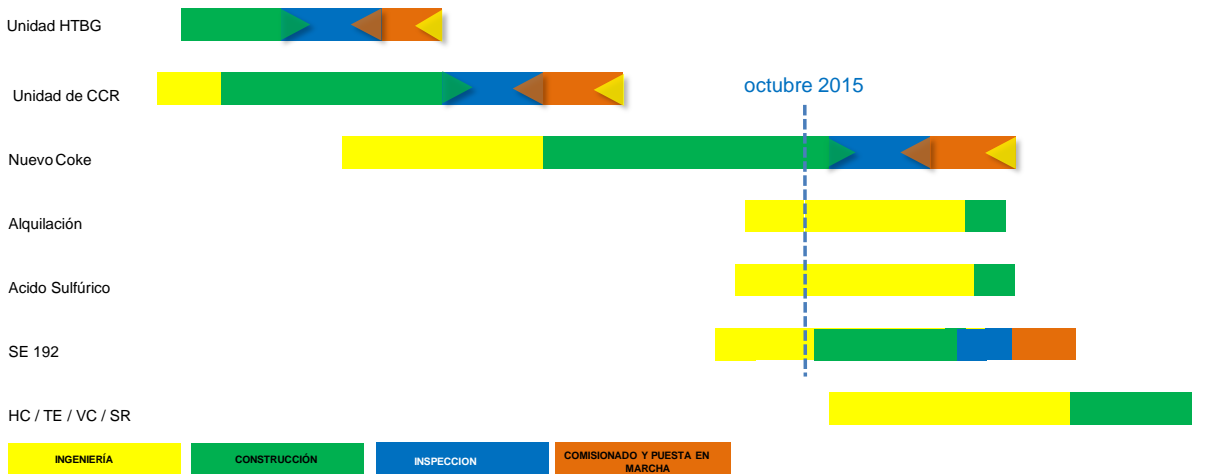 Unidad HTBG
Unidad de CCR
octubre 2015
Nuevo Coke
Alquilación
Acido Sulfúrico
SE 192
HC / TE / VC / SR
INGENIERÍA
CONSTRUCCIÓN
INSPECCION
COMISIONADO Y PUESTA EN
MARCHA